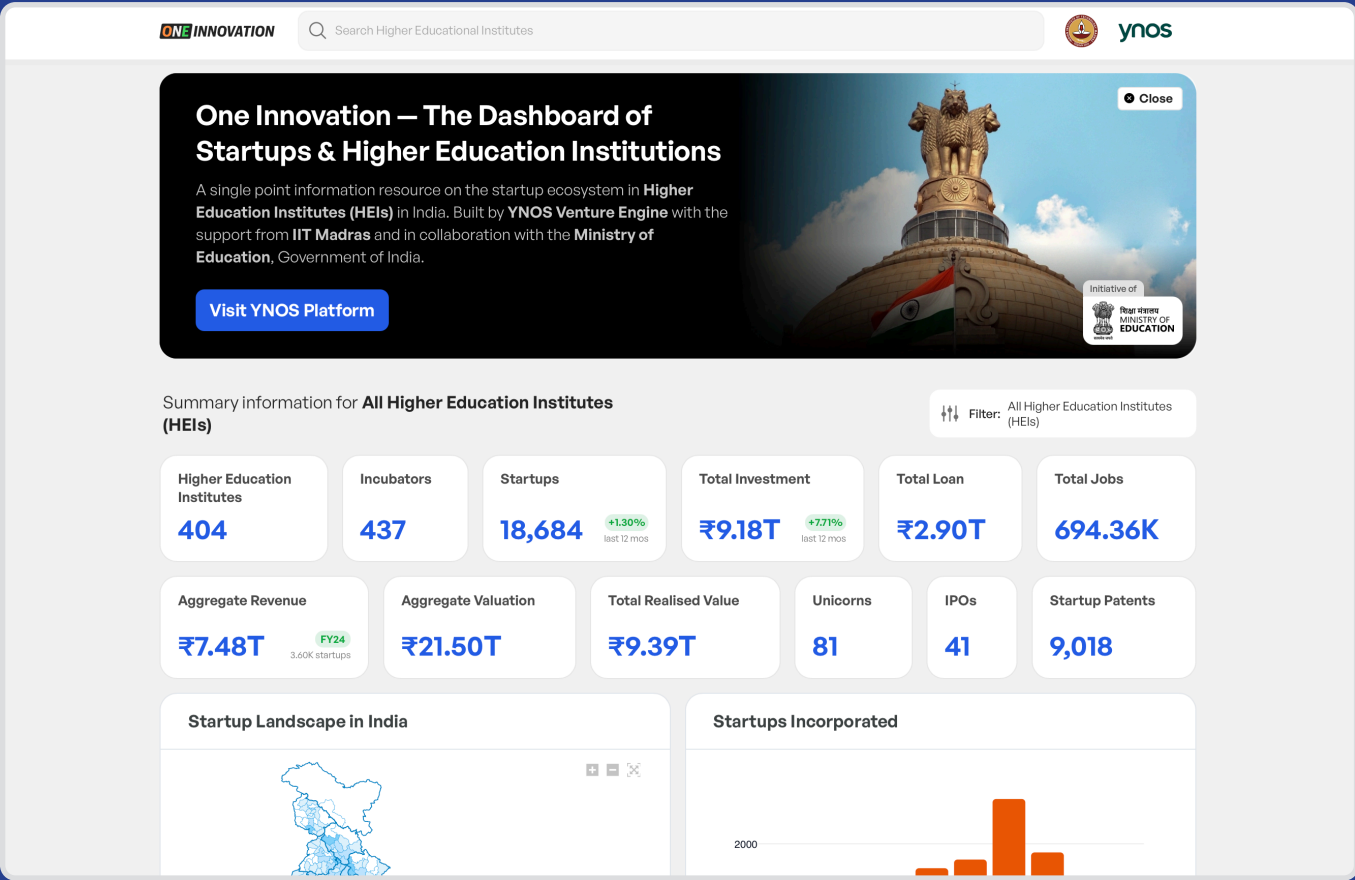 ONE INNOVATION
Search Higher Educational Institutes
ynos
Close
One Innovation — The Dashboard of
Startups & Higher Education Institutions
A single point information resource on the startup ecosystem in Higher
Education Institutes (HEIs) in India. Built by YNOS Venture Engine with the
support from IIT Madras and in collaboration with the Ministry of
Education, Government of India.
Visit YNOS Platform
Initiative of
शिक्षा मंत्रालय
MINISTRY OF
EDUCATION
Summary information for All Higher Education Institutes
(HEIs)
Filter: All Higher Education Institutes
(HEIs)
Higher Education
Institutes
404
Incubators
437
Startups
18,684
+1.30%
last 12 mos
Total Investment
₹9.18T
+7.71%
last 12 mos
Total Loan
₹2.90T
Total Jobs
694.36K
Aggregate Revenue
₹7.48T
FY24
3.60K startups
Aggregate Valuation
₹21.50T
Total Realised Value
₹9.39T
Unicorns
81
IPOs
41
Startup Patents
9,018
Startup Landscape in India
Startups Incorporated
2000